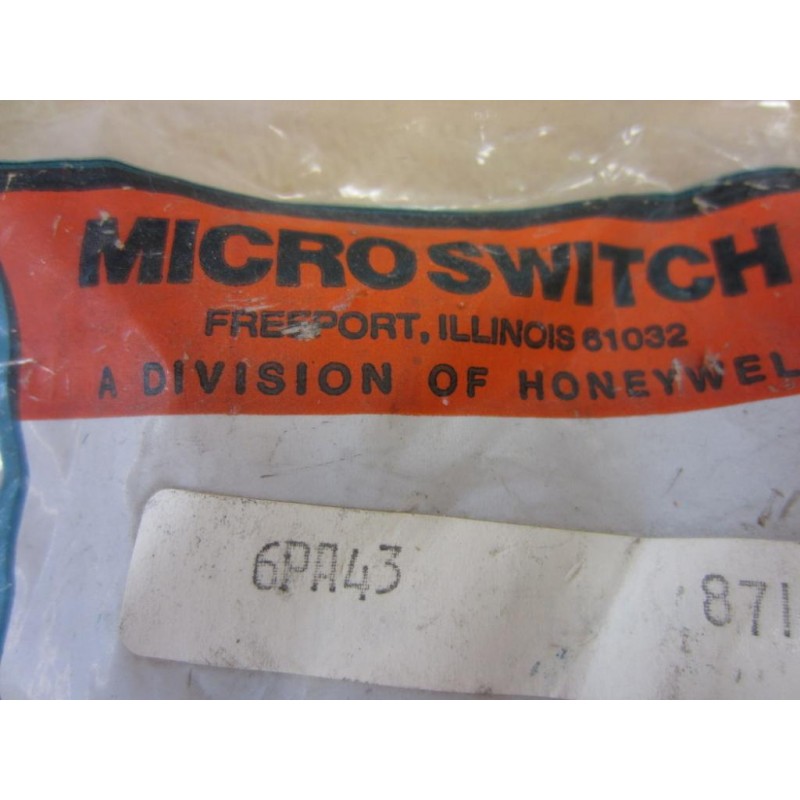 MICRO SWITCH
FREEPORT, ILLINOIS 61032
A DIVISION OF HONEYWEL
6PA43 871